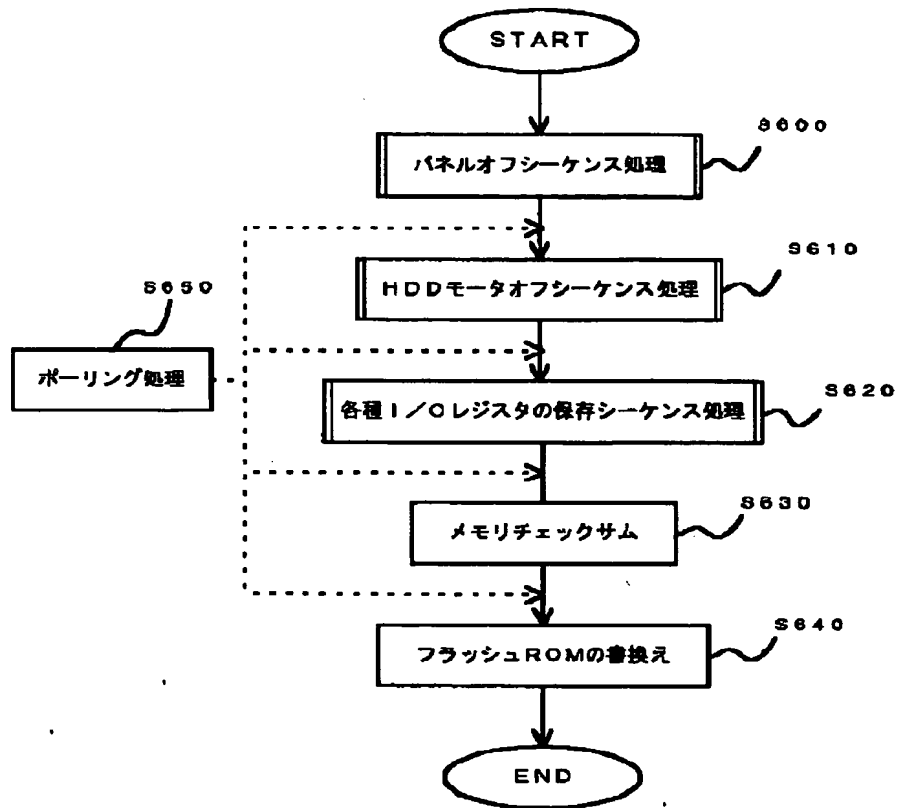 START
S600
パネルオフシーケンス処理
S610
HDDモータオフシーケンス処理
S650
ポーリング処理
S620
各種I/Oレジスタの保存シーケンス処理
S630
メモリチェックサム
S640
フラッシュROMの書換え
END